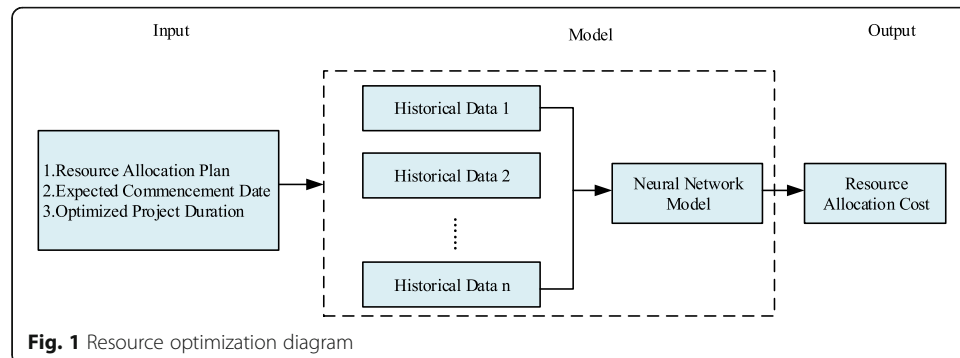 Input
Model
Output
1.Resource Allocation Plan
2.Expected Commencement Date
3.Optimized Project Duration
Historical Data 1
Historical Data 2
Historical Data n
Neural Network
Model
Resource
Allocation Cost
Fig. 1 Resource optimization diagram